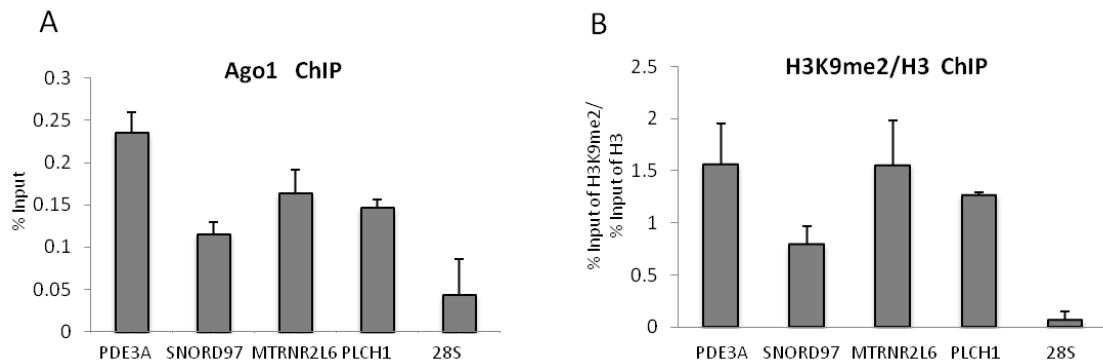 A
Ago1 ChIP
% Input
0.3
0.25
0.2
0.15
0.1
0.05
0
PDE3A SNORD97 MTRNR2L6 PLCH1 28S
B
H3K9me2/H3 ChIP
% Input of H3K9me2/
% Input of H3
2.5
2
1.5
1
0.5
0
PDE3A SNORD97 MTRNR2L6 PLCH1 28S